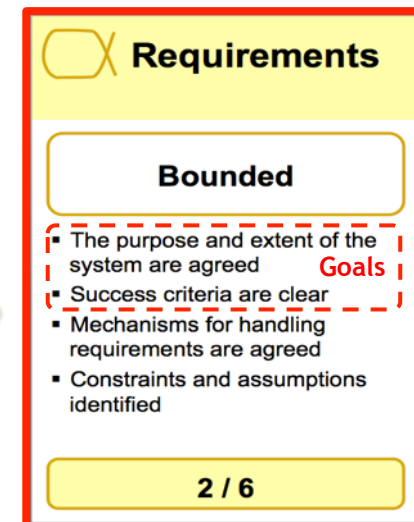 Requirements
Bounded
▪ The purpose and extent of the
system are agreed
Goals
▪ Success criteria are clear
▪ Mechanisms for handling
requirements are agreed
▪ Constraints and assumptions
identified
2 / 6